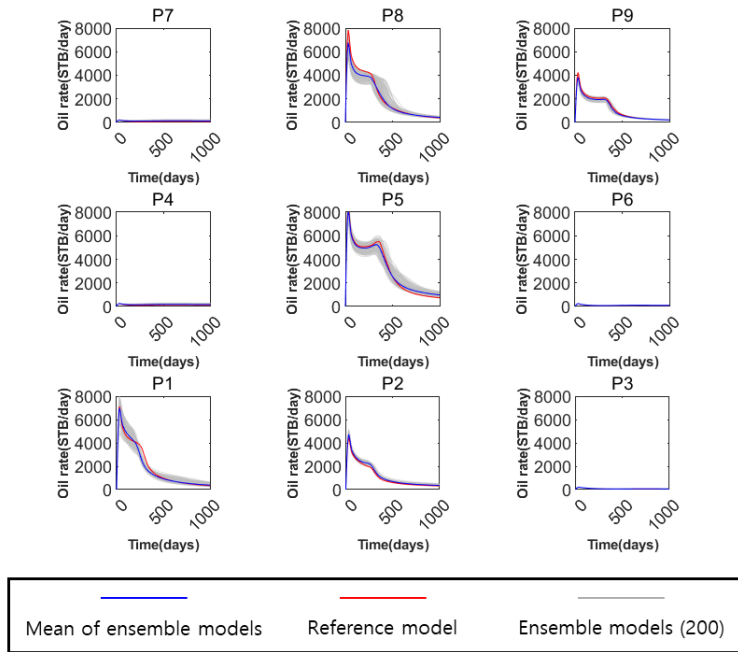 P7
Oil rate(STB/day)
8000
6000
4000
2000
0
0
500
1000
Time(days)
P8
Oil rate(STB/day)
8000
6000
4000
2000
0
0
500
1000
Time(days)
P9
Oil rate(STB/day)
8000
6000
4000
2000
0
0
500
1000
Time(days)
P4
Oil rate(STB/day)
8000
6000
4000
2000
0
0
500
1000
Time(days)
P5
Oil rate(STB/day)
8000
6000
4000
2000
0
0
500
1000
Time(days)
P6
Oil rate(STB/day)
8000
6000
4000
2000
0
0
500
1000
Time(days)
P1
Oil rate(STB/day)
8000
6000
4000
2000
0
0
500
1000
Time(days)
P2
Oil rate(STB/day)
8000
6000
4000
2000
0
0
500
1000
Time(days)
P3
Oil rate(STB/day)
8000
6000
4000
2000
0
0
500
1000
Time(days)
Mean of ensemble models
Reference model
Ensemble models (200)